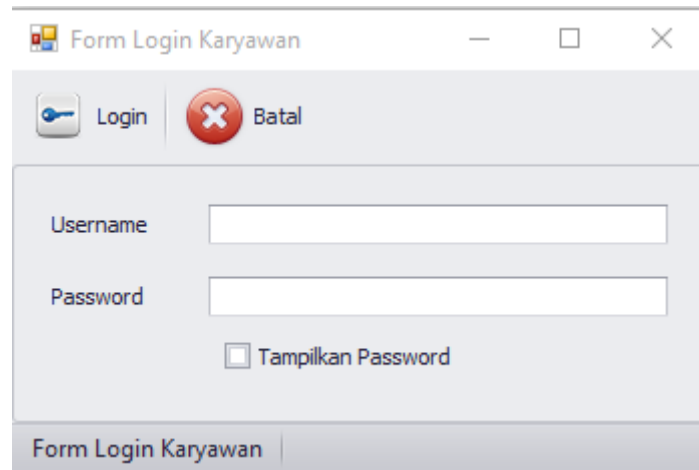 Form Login Karyawan
Login Batal
Username
Password
Tampilkan Password
Form Login Karyawan